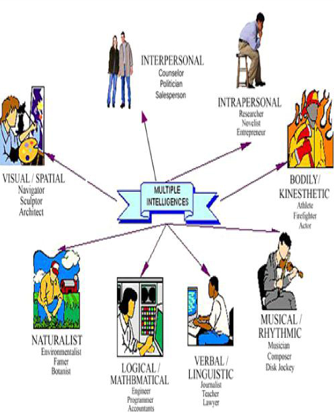 INTERPERSONAL
Counselor
Politician
Salesperson
INTRAPERSONAL
Researcher
Novelist
Entrepreneur
VISUAL / SPATIAL
Navigator
Sculptor
Architect
MULTIPLE
INTELLIGENCES
BODILY/
KINESTHETIC
Athlete
Firefighter
Actor
NATURALIST
Environmentalist
Famer
Botanist
LOGICAL /
MATHBMATICAL
Engineer
Programmer
Accountants
VERBAL /
LINGUISTIC
Journalist
Teacher
Lawyer
MUSICAL /
RHYTHMIC
Musician
Composer
Disk Jockey